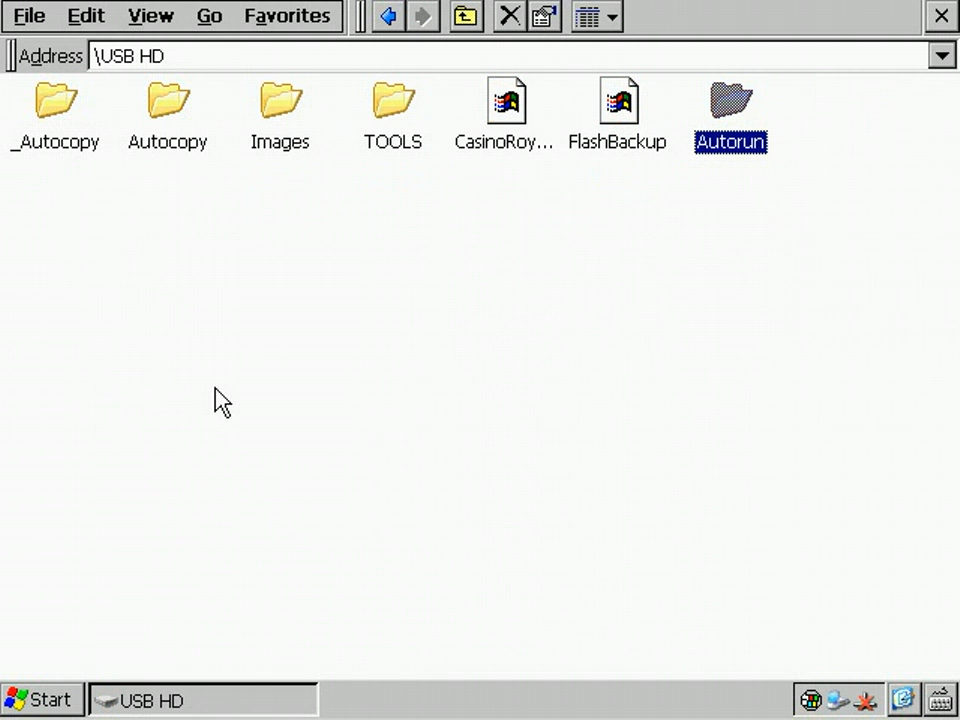 File Edit View Go Favorites
Address \USB HD
_Autocopy Autocopy Images TOOLS CasinoRoy... FlashBackup Autorun
Start USB HD